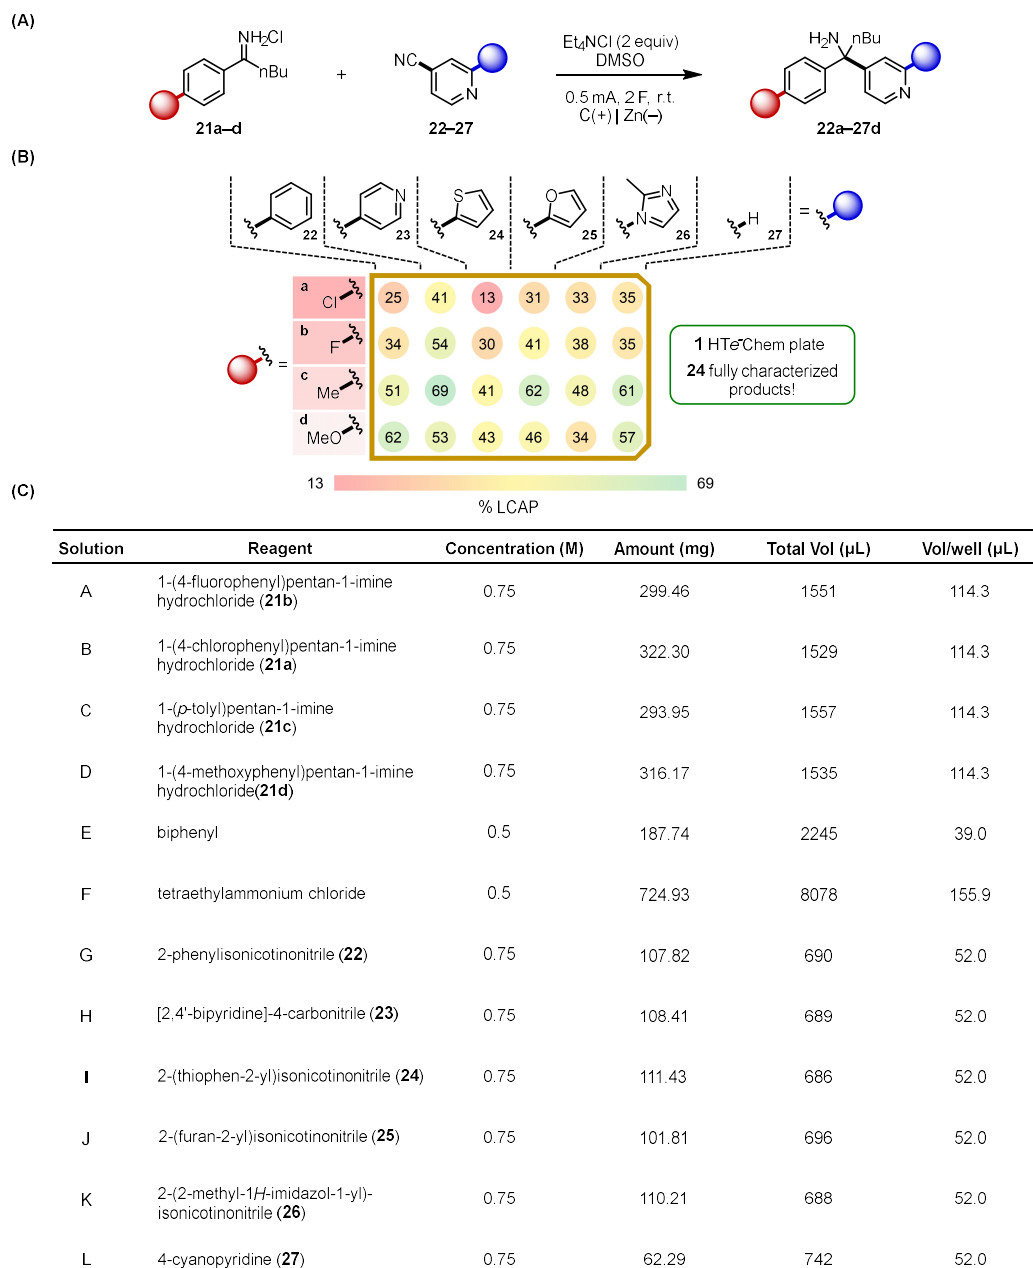 (A)
NH2Cl
nBu
21a–d
+
NC
N
22–27
Et4NCl (2 equiv)
DMSO
0.5 mA, 2 F, r.t.
C(+) | Zn(–)
H2N nBu
N
22a–27d
(B)
22
N
23
S
24
O
25
N
N
26
H
27
=
a
Cl
25 41 13 31 33 35
b
F
34 54 30 41 38 35
=
c
Me
51 69 41 62 48 61
d
MeO
62 53 43 46 34 57
1 HTe-Chem plate
24 fully characterized
products!
13 69
% LCAP
(C)
Solution Reagent Concentration (M) Amount (mg) Total Vol (µL) Vol/well (µL)
A 1-(4-fluorophenyl)pentan-1-imine
hydrochloride (21b) 0.75 299.46 1551 114.3
B 1-(4-chlorophenyl)pentan-1-imine
hydrochloride (21a) 0.75 322.30 1529 114.3
C 1-(p-tolyl)pentan-1-imine
hydrochloride (21c) 0.75 293.95 1557 114.3
D 1-(4-methoxyphenyl)pentan-1-imine
hydrochloride(21d) 0.75 316.17 1535 114.3
E biphenyl 0.5 187.74 2245 39.0
F tetraethylammonium chloride 0.5 724.93 8078 155.9
G 2-phenylisonicotinonitrile (22) 0.75 107.82 690 52.0
H [2,4'-bipyridine]-4-carbonitrile (23) 0.75 108.41 689 52.0
I 2-(thiophen-2-yl)isonicotinonitrile (24) 0.75 111.43 686 52.0
J 2-(furan-2-yl)isonicotinonitrile (25) 0.75 101.81 696 52.0
K 2-(2-methyl-1H-imidazol-1-yl)-
isonicotinonitrile (26) 0.75 110.21 688 52.0
L 4-cyanopyridine (27) 0.75 62.29 742 52.0